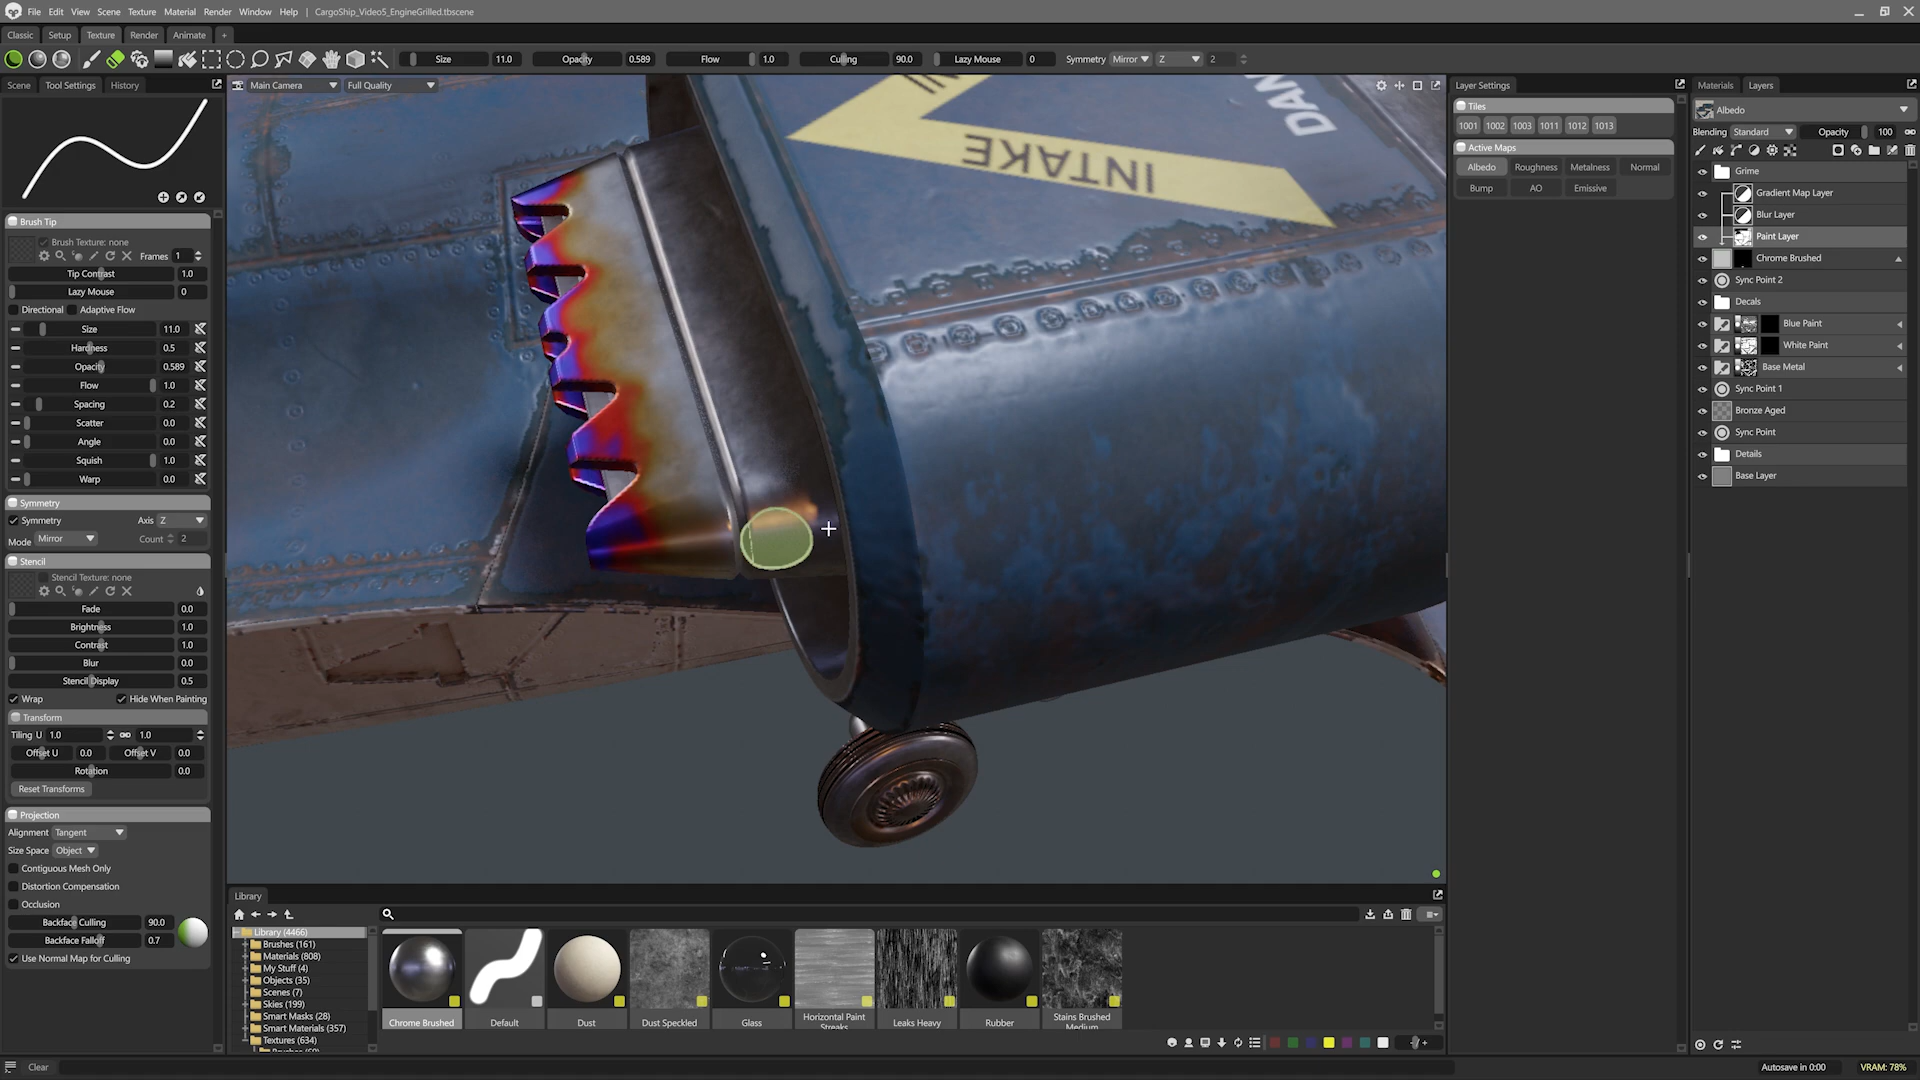 File Edit View Scene Texture Material Render Window Help | CargoShip_Video5_EngineGrilled.tbscene
Classic Setup Texture Render Animate +
Size 11.0 Opacity 0.589 Flow 1.0 Culling 90.0 Lazy Mouse 0 Symmetry Mirror Z 2
Scene Tool Settings History
Main Camera Full Quality
Brush Tip
Brush Texture: none
Frames 1
Tip Contrast 1.0
Lazy Mouse 0
Directional Adaptive Flow
Size 11.0
Hardness 0.5
Opacity 0.589
Flow 1.0
Spacing 0.2
Scatter 0.0
Angle 0.0
Squish 1.0
Warp 0.0
Symmetry
Symmetry Axis Z
Mode Mirror Count 2
Stencil
Stencil Texture: none
Fade 0.0
Brightness 1.0
Contrast 1.0
Blur 0.0
Stencil Display 0.5
Wrap Hide When Painting
Transform
Tiling U 1.0 1.0
Offset U 0.0 Offset V 0.0
Rotation 0.0
Reset Transforms
Projection
Alignment Tangent
Size Space Object
Contiguous Mesh Only
Distortion Compensation
Occlusion
Backface Culling 90.0
Backface Falloff 0.7
Use Normal Map for Culling
DAN
INTAKE
Layer Settings
Tiles
1001 1002 1003 1011 1012 1013
Active Maps
Albedo Roughness Metalness Normal
Bump AO Emissive
Materials Layers
Albedo
Blending Standard Opacity 100
Grime
Gradient Map Layer
Blur Layer
Paint Layer
Chrome Brushed
Sync Point 2
Decals
Blue Paint
White Paint
Base Metal
Sync Point 1
Bronze Aged
Sync Point
Details
Base Layer
Library
Library (4466)
Brushes (161)
Materials (808)
My Stuff (4)
Objects (35)
Scenes (7)
Skies (199)
Smart Masks (28)
Smart Materials (357)
Textures (634)
Chrome Brushed
Default
Dust
Dust Speckled
Glass
Horizontal Paint Streaks
Leaks Heavy
Rubber
Stains Brushed Medium
Clear
Autosave in 0:00 VRAM: 78%